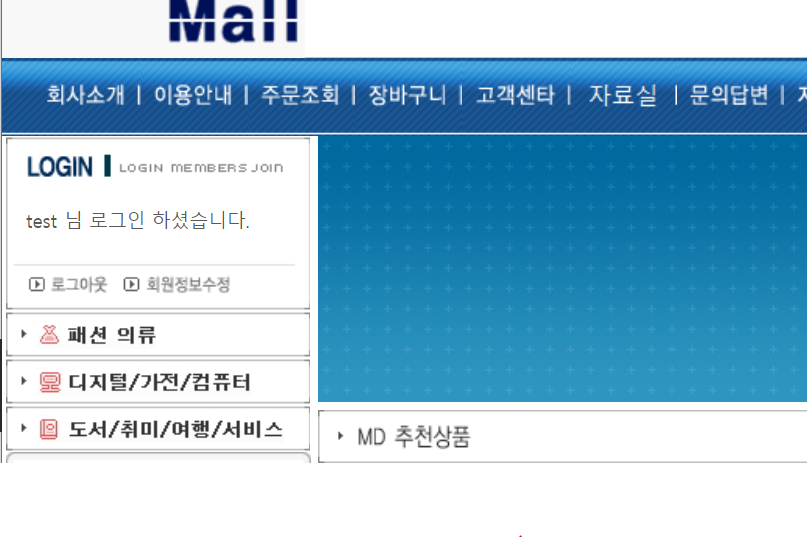 Mall
회사소개 | 이용안내 | 주문조회 | 장바구니 | 고객센타 | 자료실 | 문의답변 |
LOGIN LOGIN MEMBERS JOIN
test 님 로그인 하셨습니다.
로그아웃 회원정보수정
패션 의류
디지털/가전/컴퓨터
도서/취미/여행/서비스
MD 추천상품